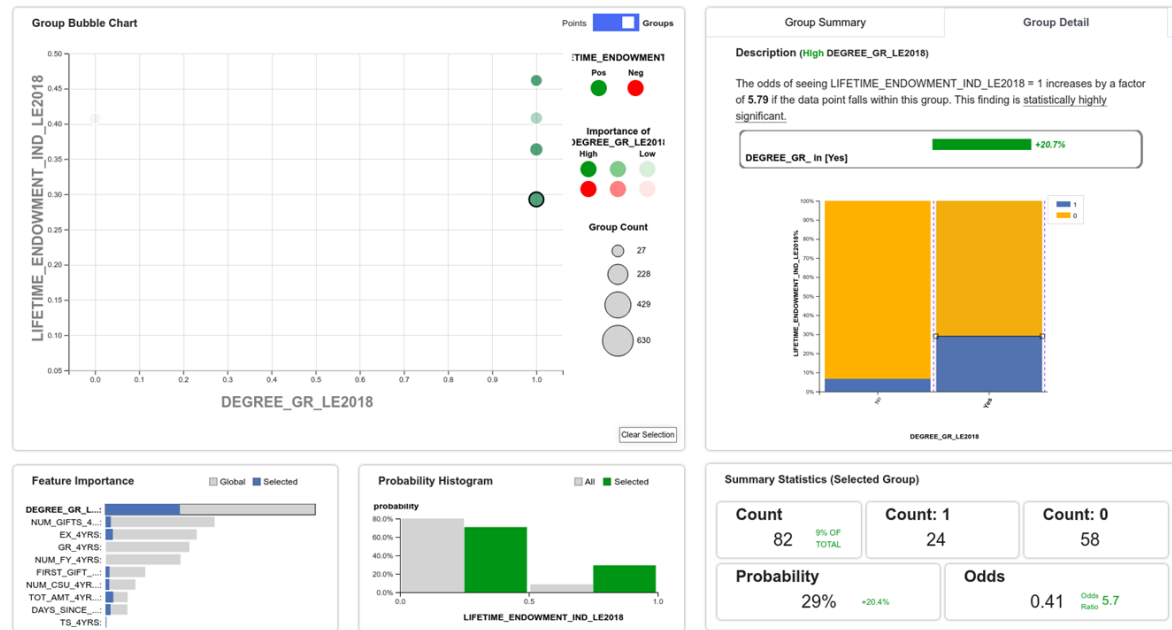 Group Bubble Chart
Points
Groups
LIFETIME_ENDOWMENT_IND_LE2018
0.50
0.45
0.40
0.35
0.30
0.25
0.20
0.15
0.10
0.05
0.0
0.1
0.2
0.3
0.4
0.5
0.6
0.7
0.8
0.9
1.0
DEGREE_GR_LE2018
ETIME_ENDOWMENT
Pos
Neg
Importance of
DEGREE_GR_LE2018
High
Low
Group Count
27
228
429
630
Clear Selection
Group Summary
Group Detail
Description (High DEGREE_GR_LE2018)
The odds of seeing LIFETIME_ENDOWMENT_IND_LE2018 = 1 increases by a factor
of 5.79 if the data point falls within this group. This finding is statistically highly
significant.
+20.7%
DEGREE_GR_ in [Yes]
LIFETIME_ENDOWMENT_IND_LE2018%
100%
90%
80%
70%
60%
50%
40%
30%
20%
10%
0%
No
Yes
DEGREE_GR_LE2018
1
0
Feature Importance
Global
Selected
DEGREE_GR_L...:
NUM_GIFTS_4...:
EX_4YRS:
GR_4YRS:
NUM_FY_4YRS:
FIRST_GIFT_...:
NUM_CSU_4YR...:
TOT_AMT_4YR...:
DAYS_SINCE_...:
TS_4YRS:
Probability Histogram
All
Selected
probability
80.0%
60.0%
40.0%
20.0%
0.0%
0.0
0.5
1.0
LIFETIME_ENDOWMENT_IND_LE2018
Summary Statistics (Selected Group)
Count
82
9% OF
TOTAL
Count: 1
24
Count: 0
58
Probability
29%
+20.4%
Odds
0.41
Odds
Ratio
5.7